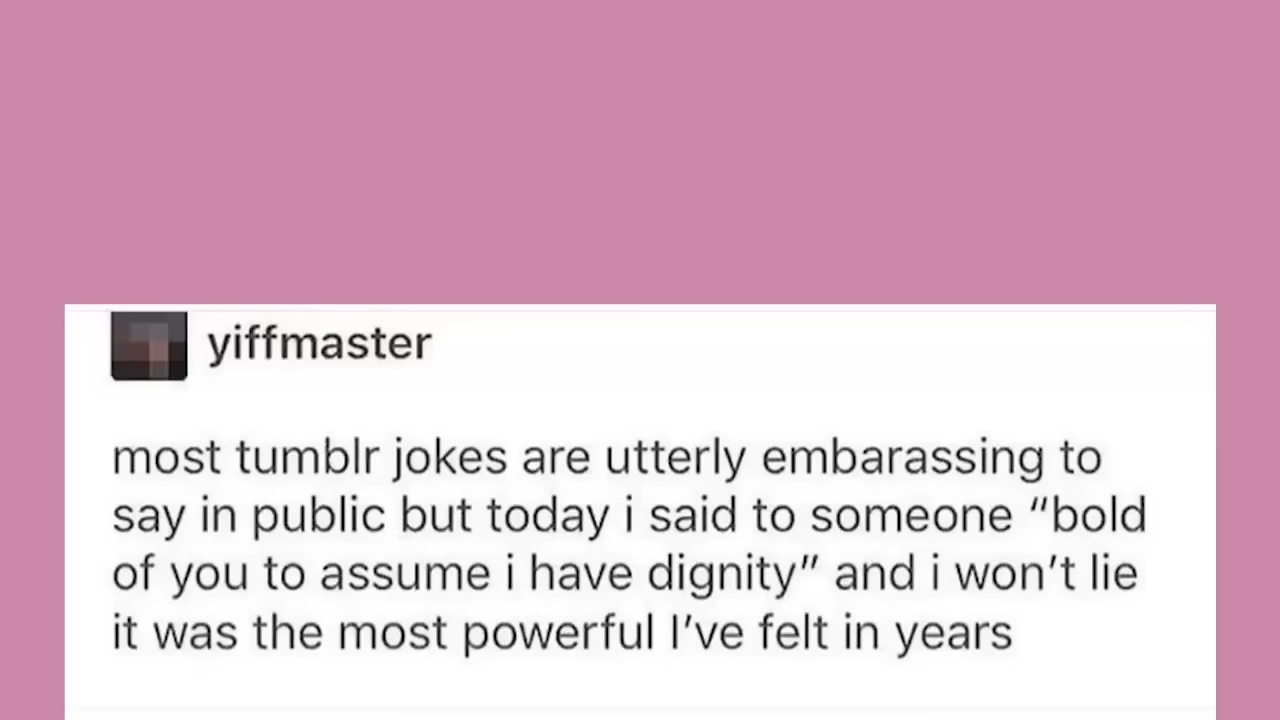 yiffmaster
most tumblr jokes are utterly embarassing to
say in public but today i said to someone “bold
of you to assume i have dignity” and i won’t lie
it was the most powerful I’ve felt in years